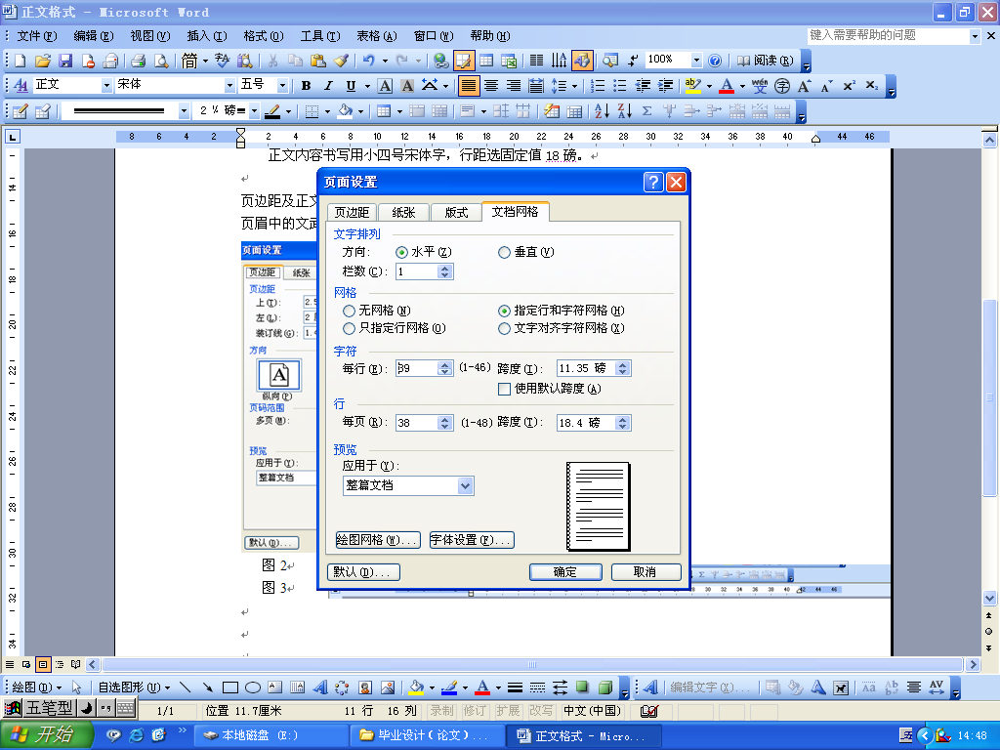 正文格式 - Microsoft Word
文件(F) 编辑(E) 视图(V) 插入(I) 格式(O) 工具(T) 表格(A) 窗口(W) 帮助(H) 键入需要帮助的问题
简 100% 阅读(R)
正文 宋体 五号 B I U A A A
2 ¼ 磅
8 6 4 2 2 4 6 8 10 12 14 16 18 20 22 24 26 28 30 32 34 36 38 40 44 46
正文内容书写用小四号宋体字，行距选固定值 18 磅。
页边距及正文
页眉中的文
页面设置
页边距 纸张
页边距
上(T):
左(L):
装订线(G):
方向
纵向(P)
页码范围
多页(M):
预览
应用于(Y):
整篇文档
默认(D)...
图 2
图 3
页面设置
页边距 纸张 版式 文档网格
文字排列
方向: 水平(Z) 垂直(V)
栏数(C): 1
网格
无网格(N) 指定行和字符网格(H)
只指定行网格(O) 文字对齐字符网格(X)
字符
每行(E): 39 (1-46) 跨度(I): 11.35 磅
使用默认跨度(A)
行
每页(R): 38 (1-48) 跨度(T): 18.4 磅
预览
应用于(Y):
整篇文档
绘图网格(W)... 字体设置(F)...
默认(D)... 确定 取消
绘图(D) 自选图形(U) 编辑文字(X)...
五笔型 1/1 位置 11.7厘米 11 行 16 列 录制 修订 扩展 改写 中文(中国)
开始 本地磁盘 (E:) 毕业设计（论文）... 正文格式 - Micro... 14:48